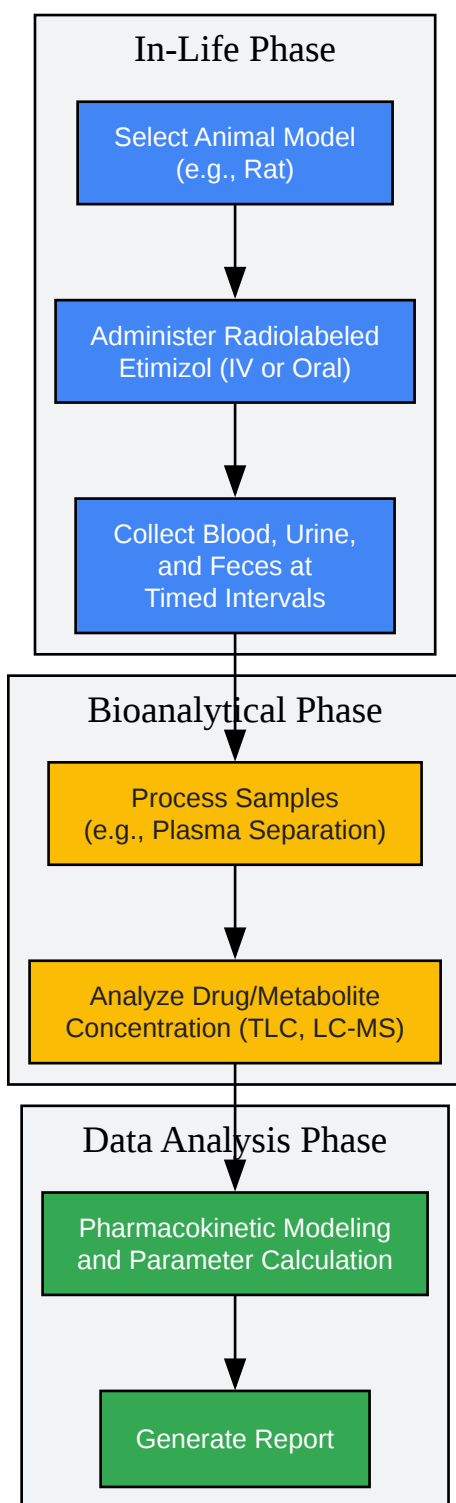 In-Life Phase
Select Animal Model
(e.g., Rat)
Administer Radiolabeled
Etimizol (IV or Oral)
Collect Blood, Urine,
and Feces at
Timed Intervals
Bioanalytical Phase
Process Samples
(e.g., Plasma Separation)
Analyze Drug/Metabolite
Concentration (TLC, LC-MS)
Data Analysis Phase
Pharmacokinetic Modeling
and Parameter Calculation
Generate Report